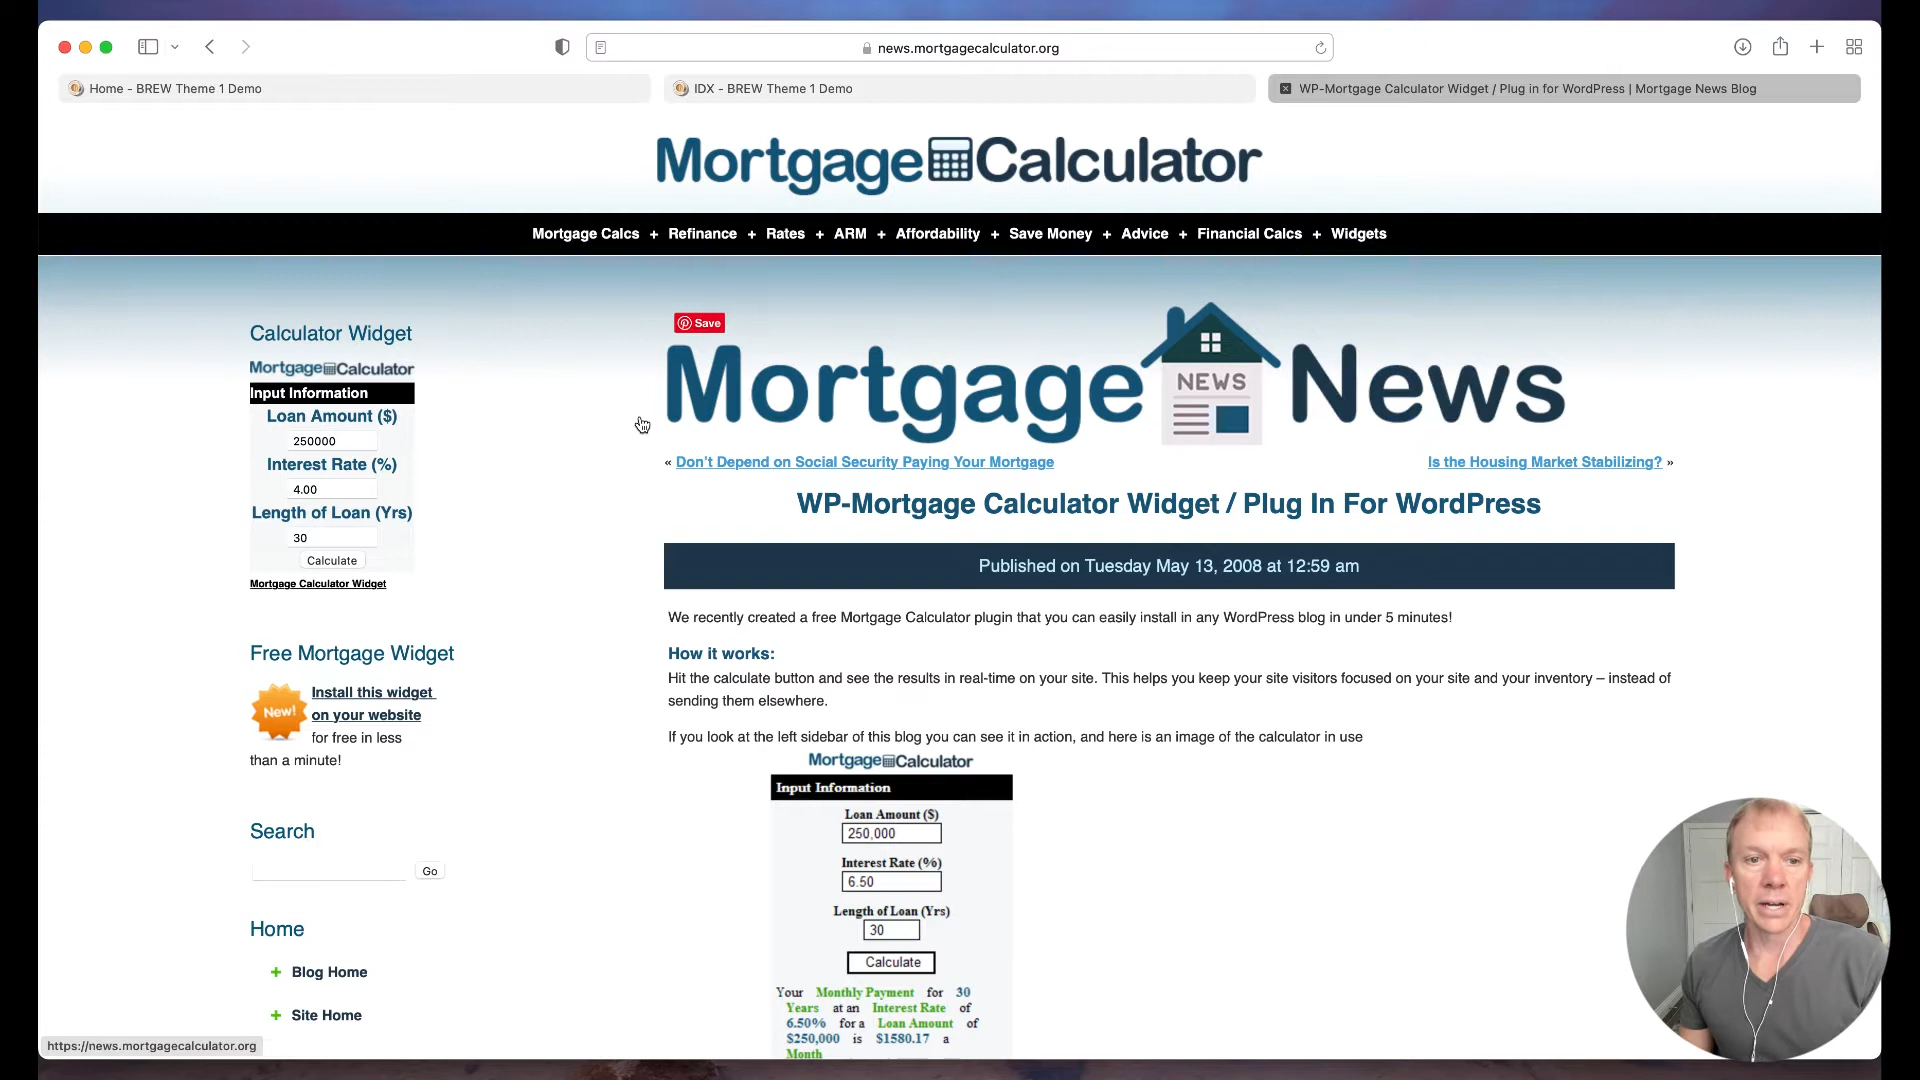 news.mortgagecalculator.org
Home - BREW Theme 1 Demo
IDX - BREW Theme 1 Demo
WP-Mortgage Calculator Widget / Plug in for WordPress | Mortgage News Blog
Mortgage Calculator
Mortgage Calcs + Refinance + Rates + ARM + Affordability + Save Money + Advice + Financial Calcs + Widgets
Calculator Widget
Mortgage Calculator
Input Information
Loan Amount ($)
250000
Interest Rate (%)
4.00
Length of Loan (Yrs)
30
Calculate
Mortgage Calculator Widget
Free Mortgage Widget
New!
Install this widget
on your website
for free in less
than a minute!
Search
Go
Home
+ Blog Home
+ Site Home
https://news.mortgagecalculator.org
Save
Mortgage NEWS News
« Don't Depend on Social Security Paying Your Mortgage
Is the Housing Market Stabilizing? »
WP-Mortgage Calculator Widget / Plug In For WordPress
Published on Tuesday May 13, 2008 at 12:59 am
We recently created a free Mortgage Calculator plugin that you can easily install in any WordPress blog in under 5 minutes!
How it works:
Hit the calculate button and see the results in real-time on your site. This helps you keep your site visitors focused on your site and your inventory – instead of
sending them elsewhere.
If you look at the left sidebar of this blog you can see it in action, and here is an image of the calculator in use
Mortgage Calculator
Input Information
Loan Amount ($)
250,000
Interest Rate (%)
6.50
Length of Loan (Yrs)
30
Calculate
Your Monthly Payment for 30
Years at an Interest Rate of
6.50% for a Loan Amount of
$250,000 is $1580.17 a
Month